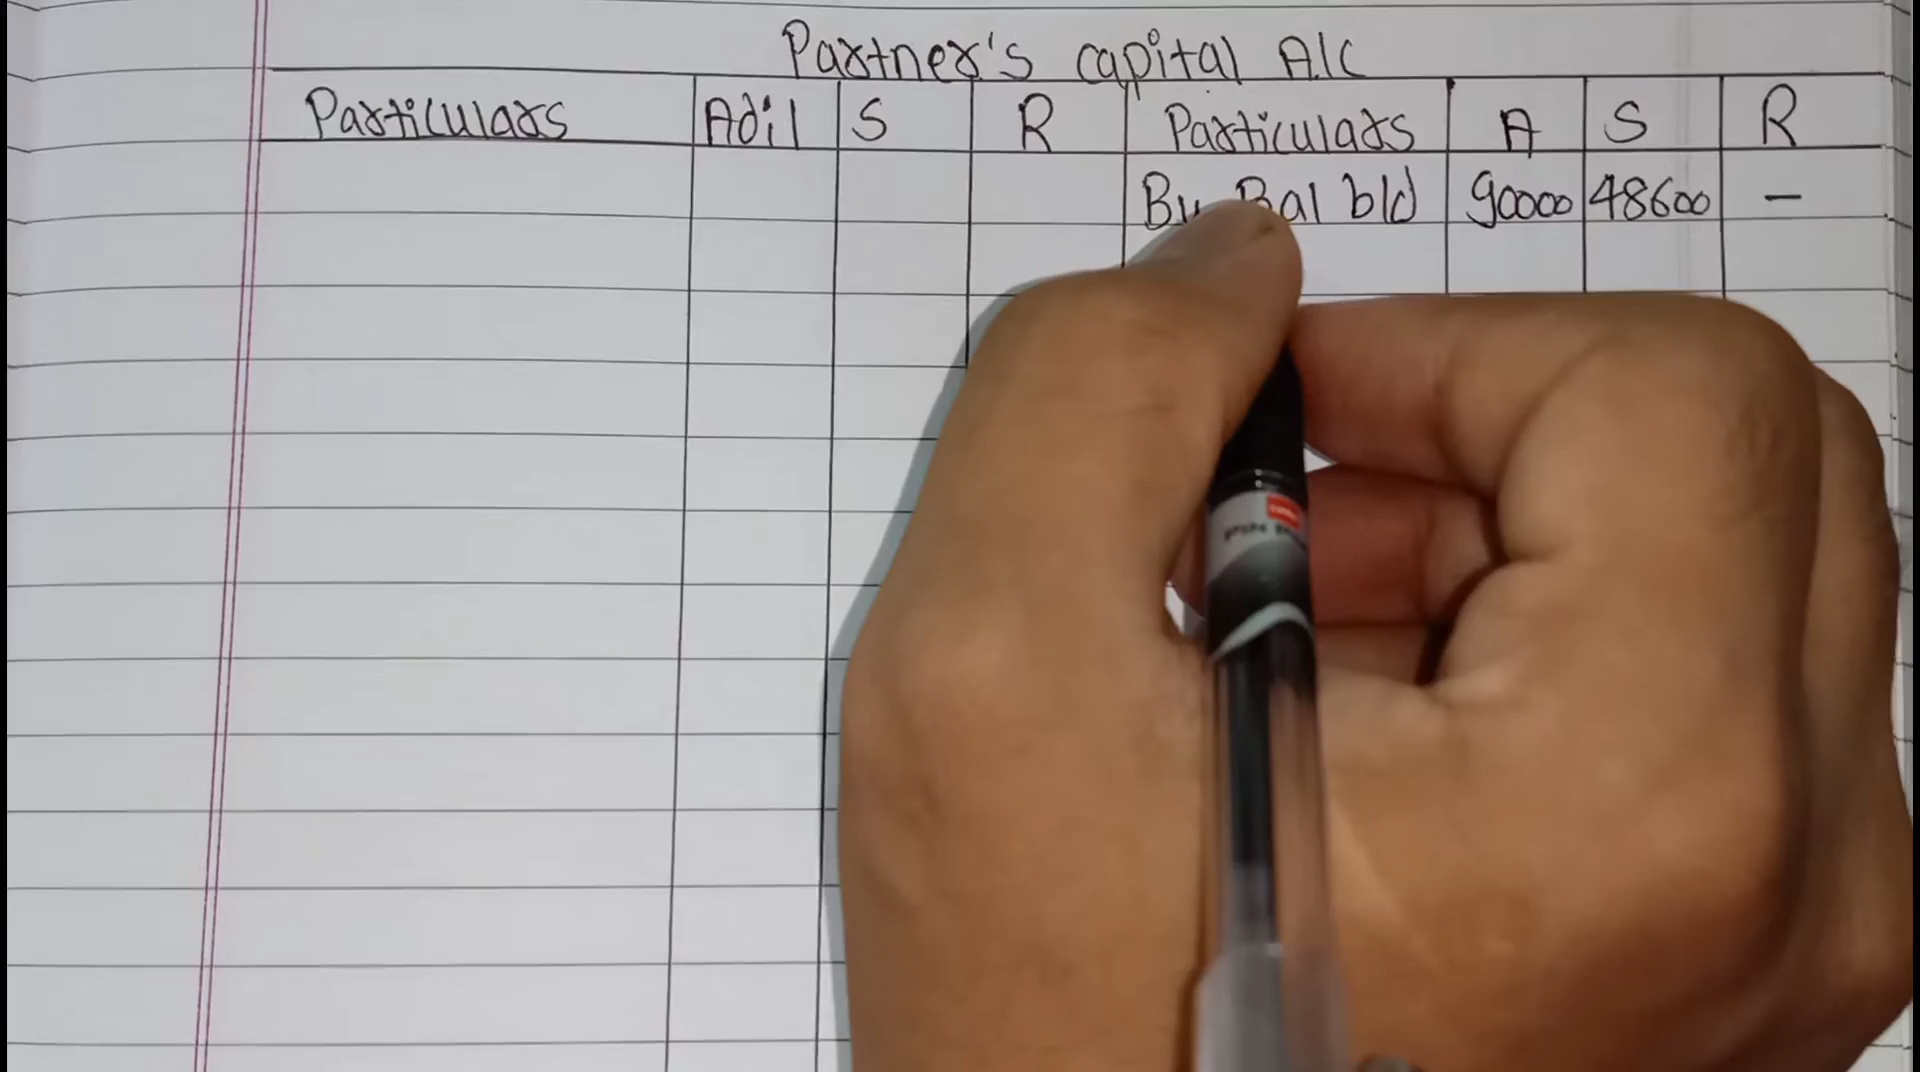 Partner's capital A/C
Particulars Adil S R Particulars A S R
By Bal b/d 90000 48600 —